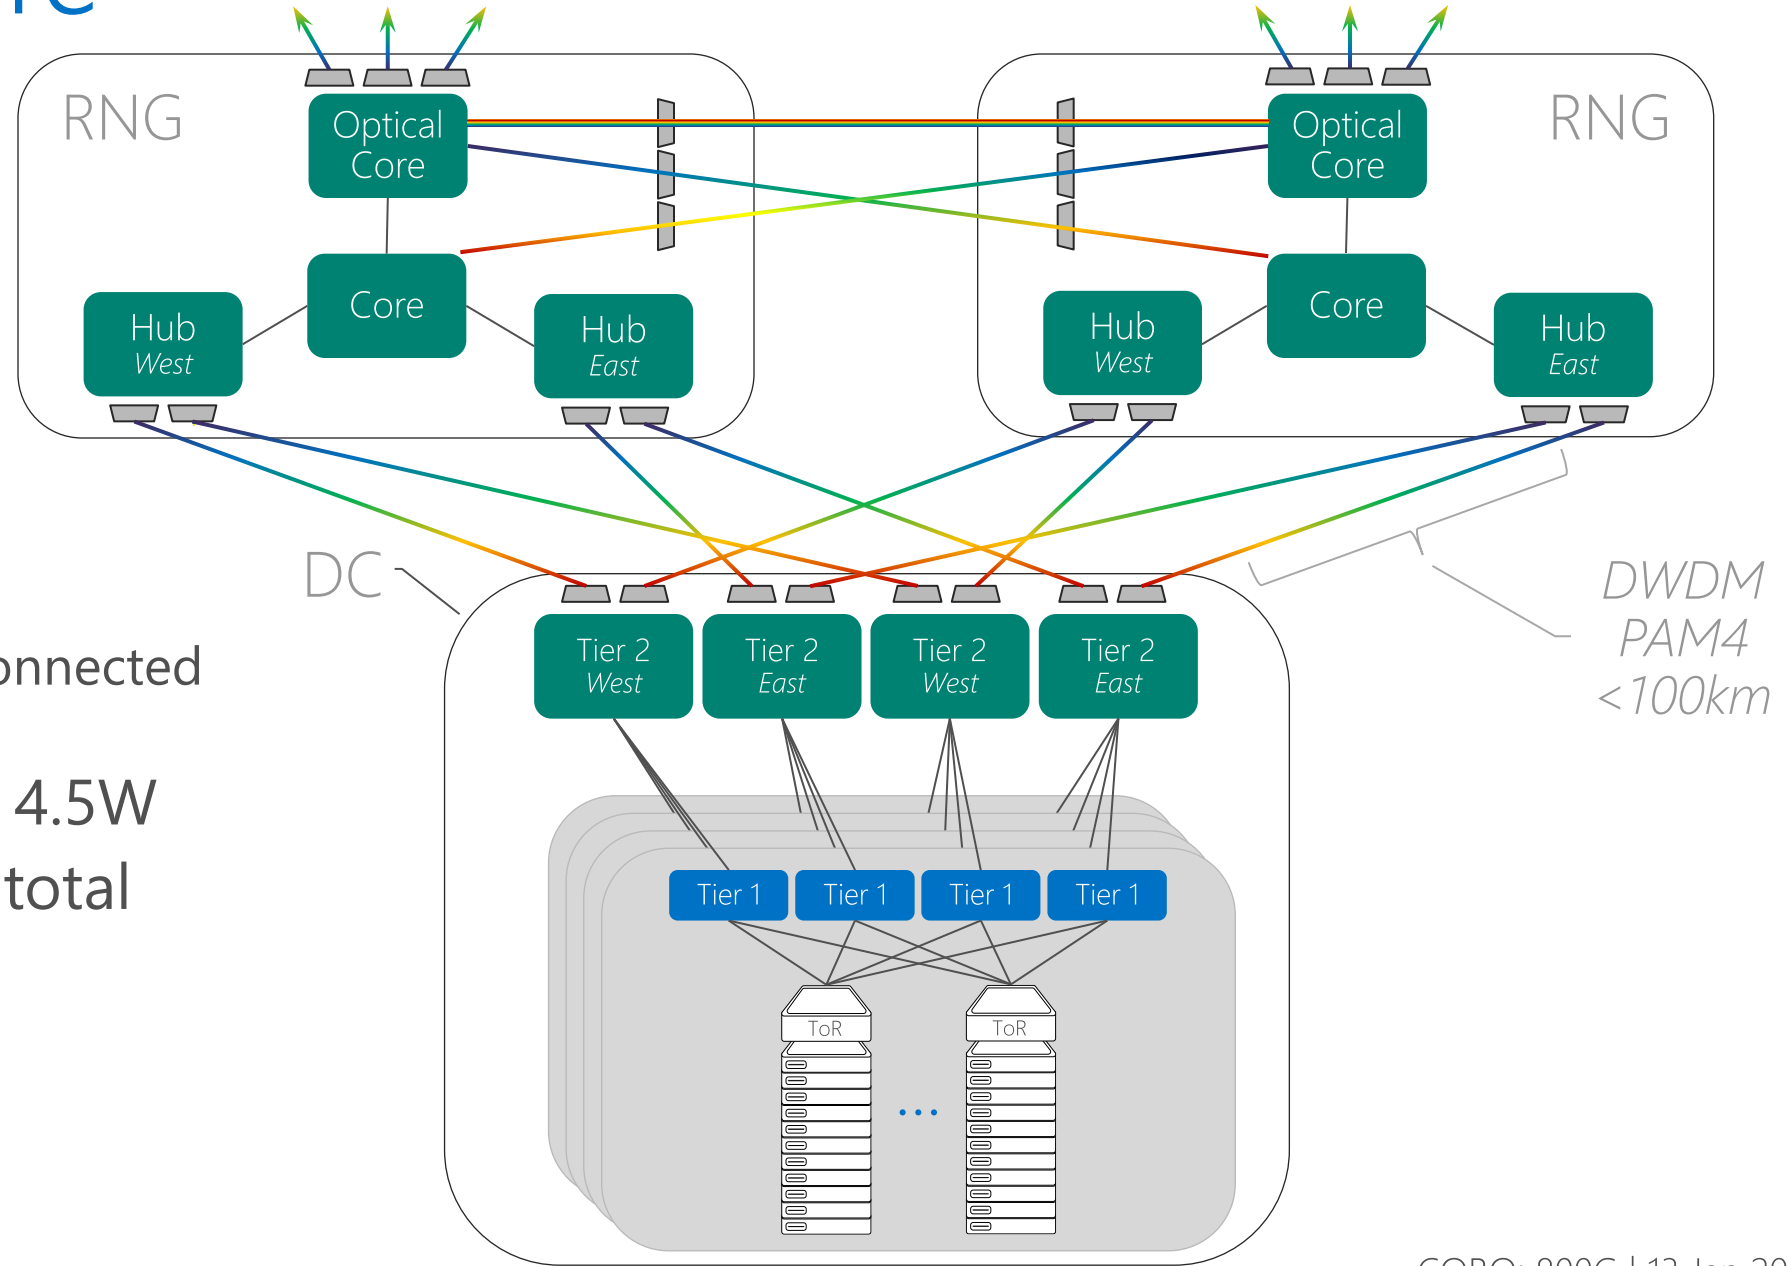 RNG
Optical
Core
Core
Hub
West
Hub
East
RNG
Optical
Core
Core
Hub
West
Hub
East
DC
DWDM
PAM4
<100km
4.5W
total
Tier 2
West
Tier 2
East
Tier 2
West
Tier 2
East
Tier 1
Tier 1
Tier 1
Tier 1
ToR
ToR
...